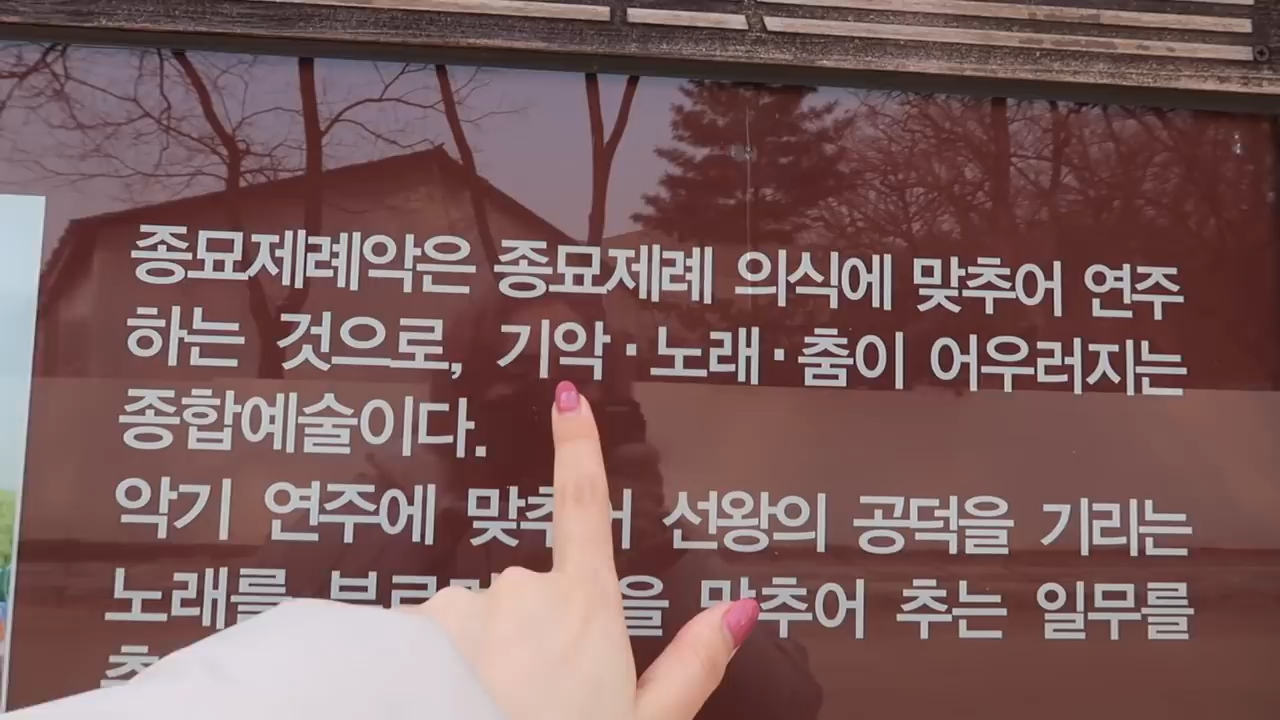 종묘제례악은 종묘제례 의식에 맞추어 연주
하는 것으로, 기악·노래·춤이 어우러지는
종합예술이다.
악기 연주에 선왕의 공덕을 기리는
노래를 맞추어 추는 일무를